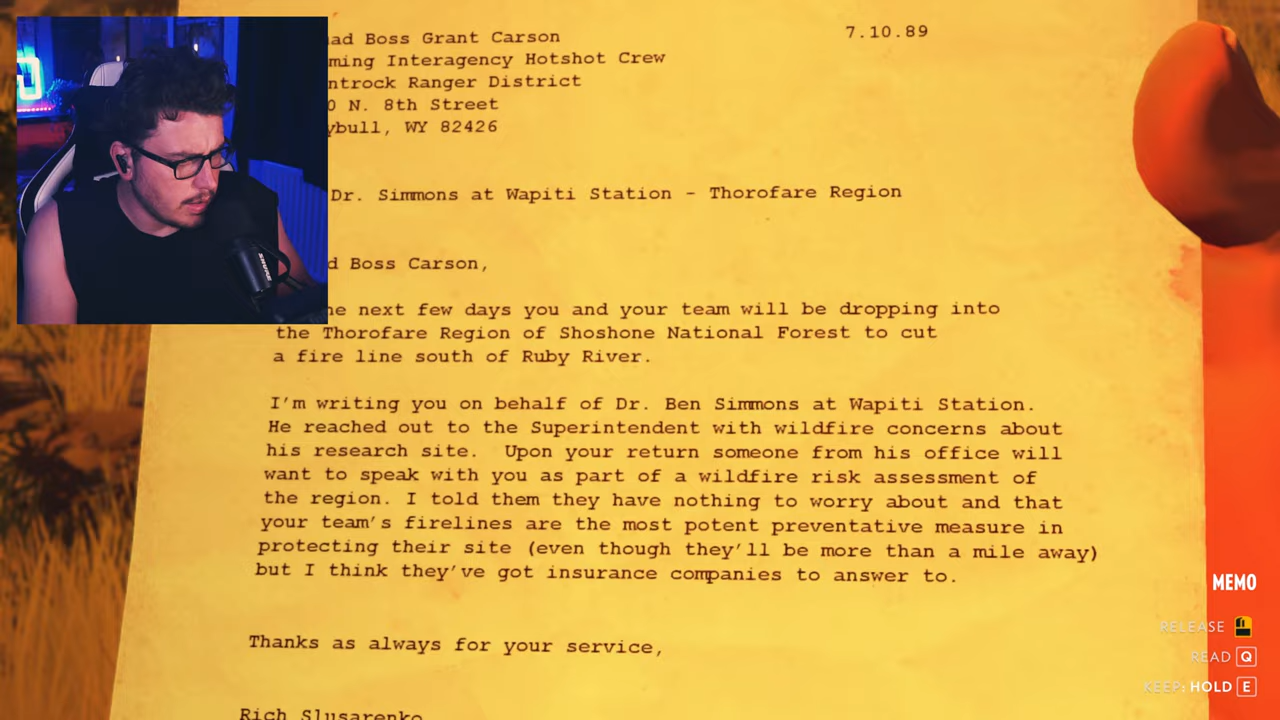 Boss Grant Carson 7.10.89
Interagency Hotshot Crew
Ranger District
N. 8th Street
WY 82426
Dr. Simmons at Wapiti Station - Thorofare Region
Boss Carson,
next few days you and your team will be dropping into
the Thorofare Region of Shoshone National Forest to cut
a fire line south of Ruby River.
I'm writing you on behalf of Dr. Ben Simmons at Wapiti Station.
He reached out to the Superintendent with wildfire concerns about
his research site. Upon your return someone from his office will
want to speak with you as part of a wildfire risk assessment of
the region. I told them they have nothing to worry about and that
your team's firelines are the most potent preventative measure in
protecting their site (even though they'll be more than a mile away)
but I think they've got insurance companies to answer to.
Thanks as always for your service,
Rich Slusarenko
SHURE
MEMO
RELEASE
READ Q
KEEP: HOLD E